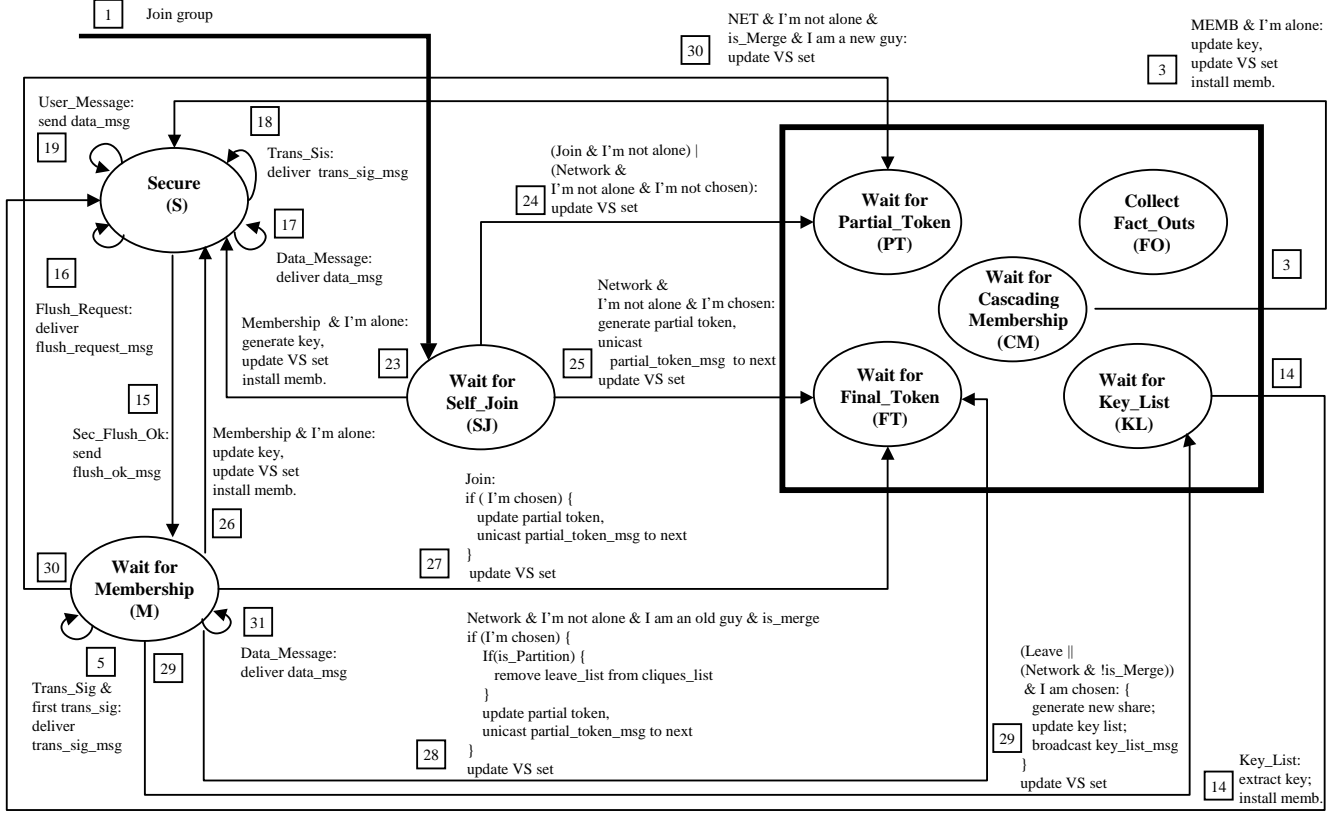 1
Join group
NET & I'm not alone &
is_Merge & I am a new guy:
update VS set
30
MEMB & I'm alone:
update key,
update VS set
install memb.
3
User_Message:
send data_msg
19
18
Trans_Sis:
deliver trans_sig_msg
Secure
(S)
17
Data_Message:
deliver data_msg
16
Flush_Request:
deliver
flush_request_msg
(Join & I'm not alone) |
(Network &
I'm not alone & I'm not chosen):
update VS set
24
Wait for
Partial_Token
(PT)
Collect
Fact_Outs
(FO)
Wait for
Cascading
Membership
(CM)
3
Network &
I'm not alone & I'm chosen:
generate partial token,
unicast
partial_token_msg to next
update VS set
25
Membership & I'm alone:
generate key,
update VS set
install memb.
23
Wait for
Self_Join
(SJ)
Wait for
Final_Token
(FT)
Wait for
Key_List
(KL)
14
15
Sec_Flush_Ok:
send
flush_ok_msg
Membership & I'm alone:
update key,
update VS set
install memb.
26
Join:
if ( I'm chosen) {
update partial token,
unicast partial_token_msg to next
}
update VS set
27
30
Wait for
Membership
(M)
31
Data_Message:
deliver data_msg
5
29
Trans_Sig &
first trans_sig:
deliver
trans_sig_msg
Network & I'm not alone & I am an old guy & is_merge
if (I'm chosen) {
If(is_Partition) {
remove leave_list from cliques_list
}
update partial token,
unicast partial_token_msg to next
}
update VS set
28
(Leave ||
(Network & !is_Merge))
& I am chosen: {
generate new share;
update key list;
broadcast key_list_msg
}
update VS set
29
14
Key_List:
extract key;
install memb.